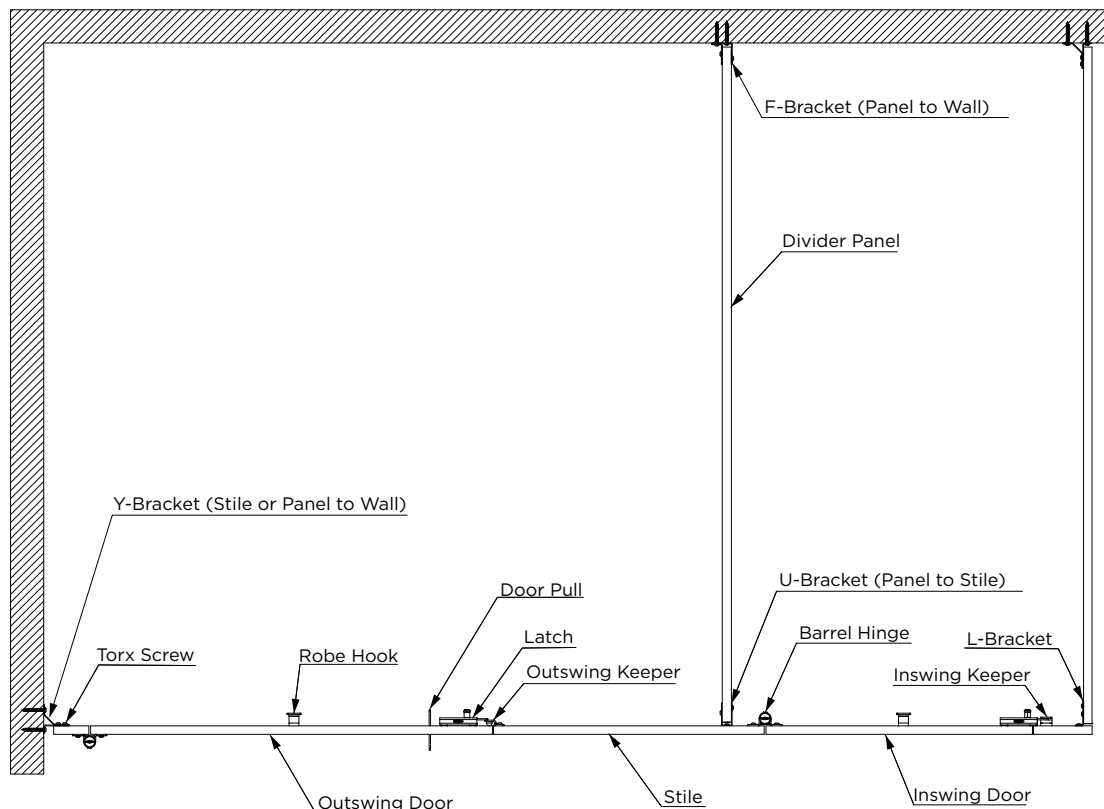 F-Bracket (Panel to Wall)
Divider Panel
Y-Bracket (Stile or Panel to Wall)
Door Pull
U-Bracket (Panel to Stile)
Torx Screw
Robe Hook
Latch
Outswing Keeper
Barrel Hinge
L-Bracket
Inswing Keeper
Outswing Door
Stile
Inswing Door